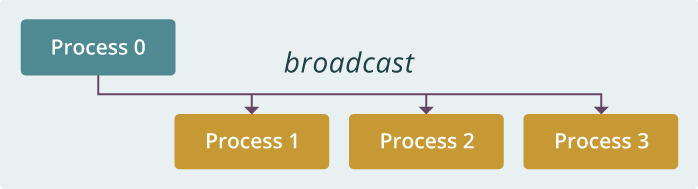 Process 0
broadcast
Process 1
Process 2
Process 3